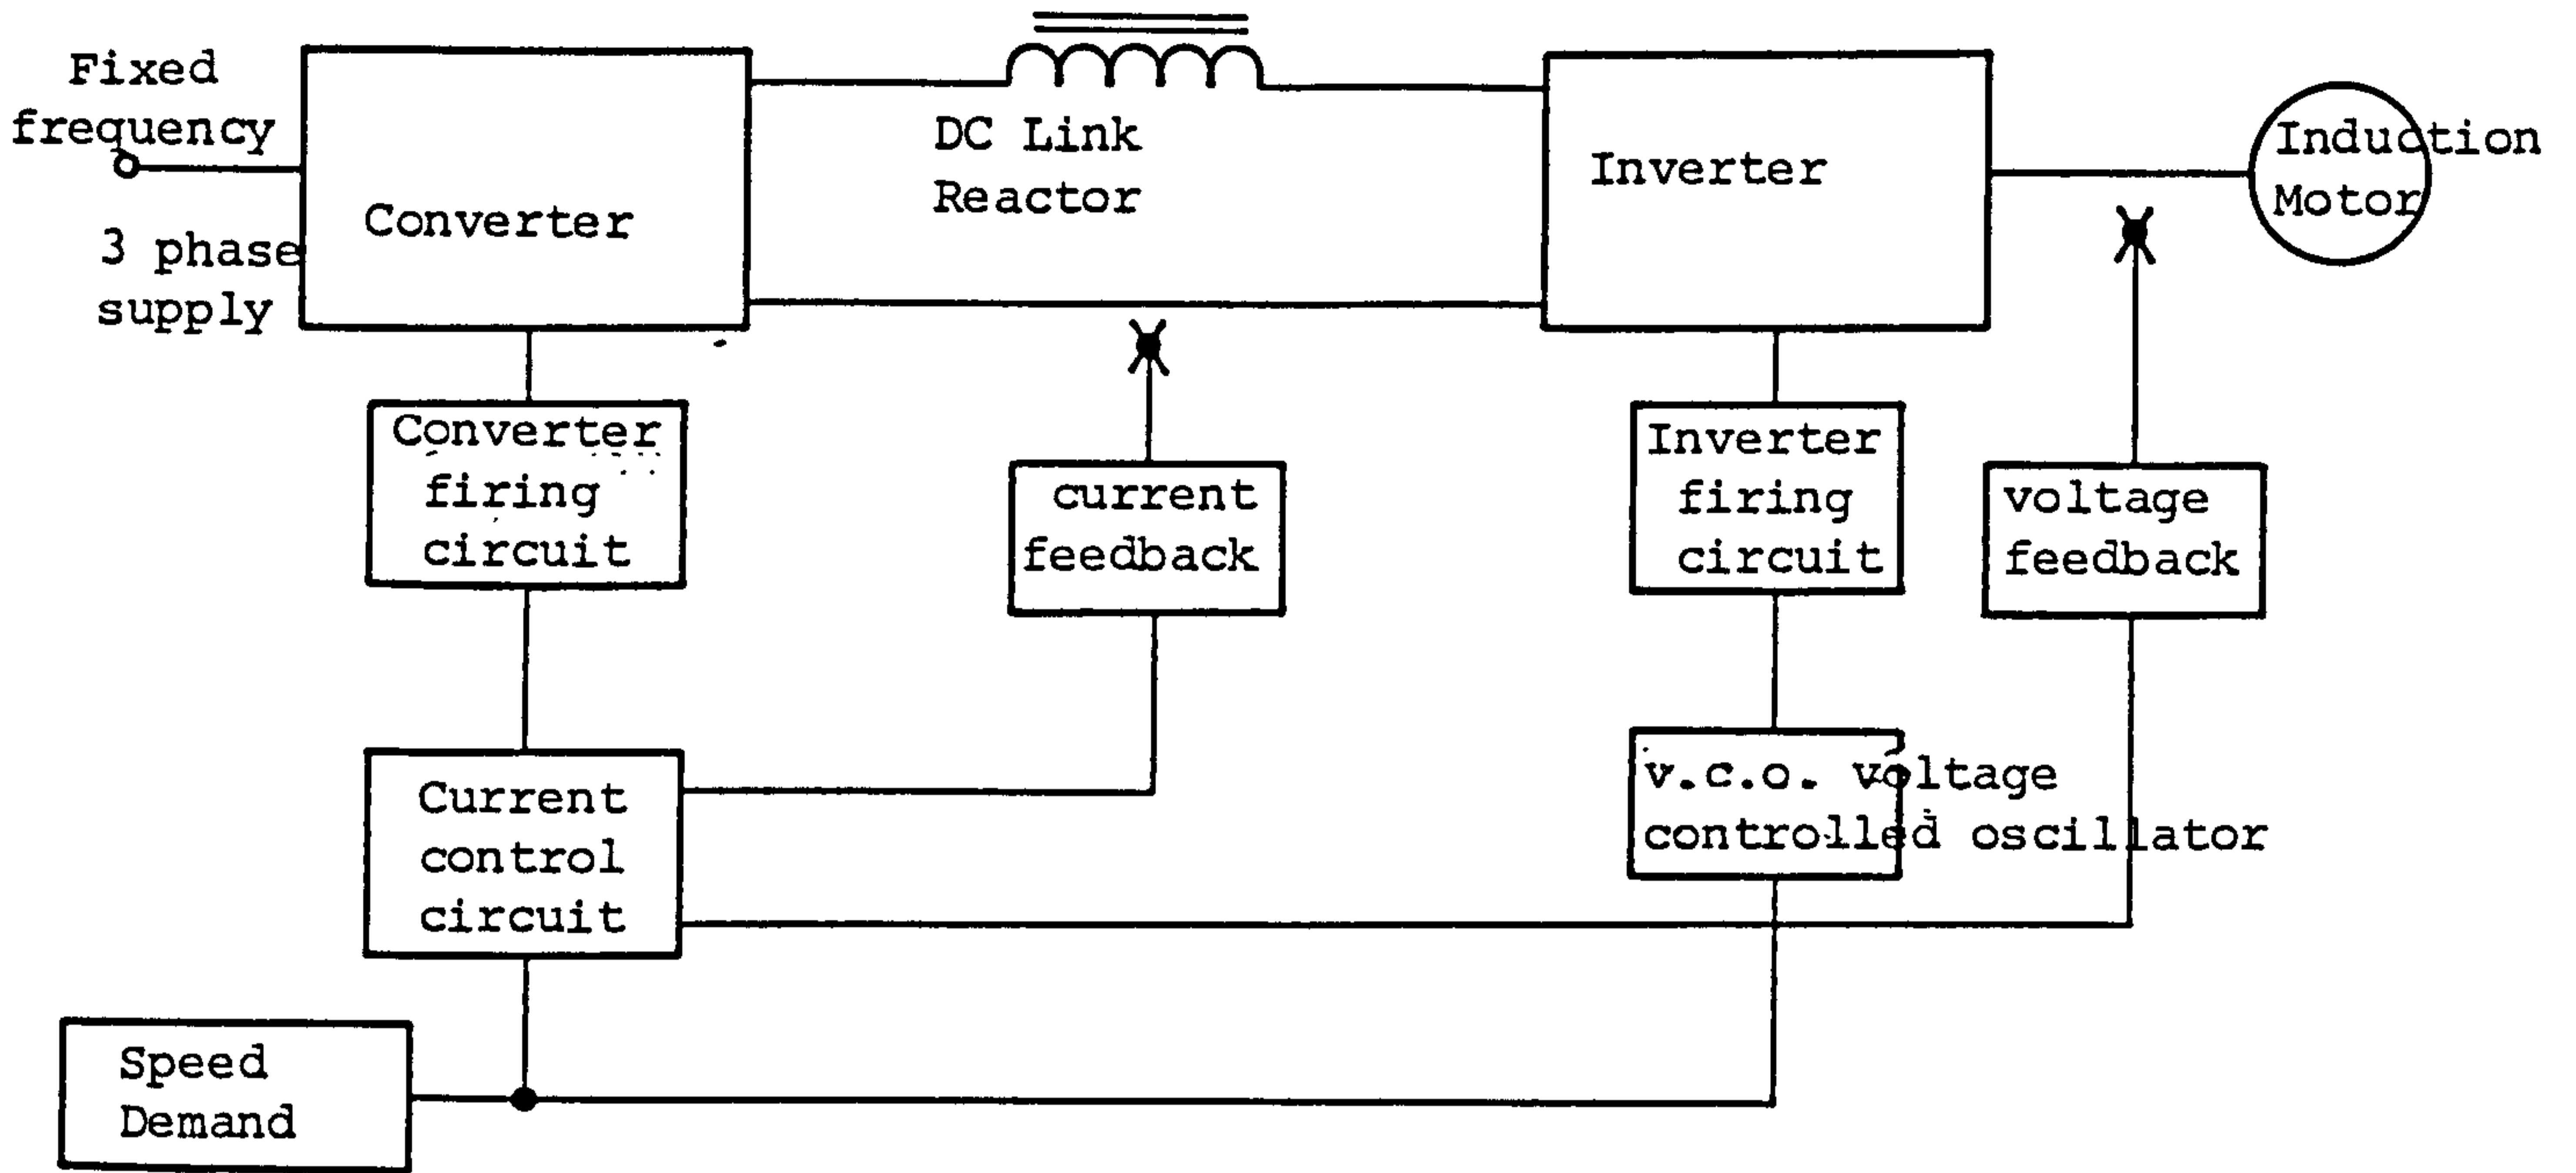 Fixed
frequency
3 phase
supply
Converter
DC Link
Reactor
Inverter
Induction
Motor
Converter
firing
circuit
current
feedback
Inverter
firing
circuit
voltage
feedback
Current
control
circuit
v.c.o. voltage
controlled oscillator
Speed
Demand